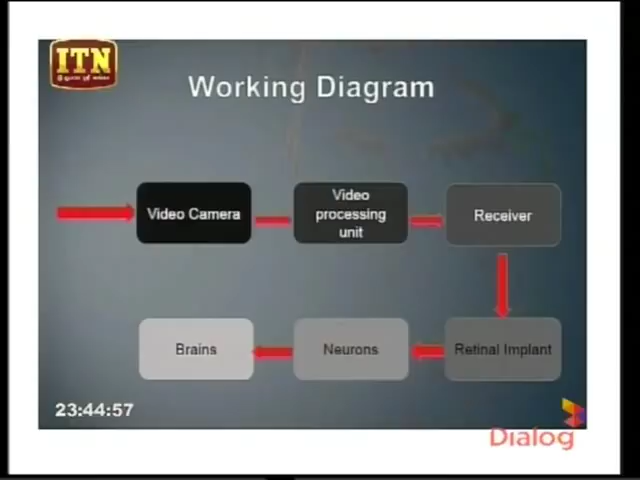 ITN
Working Diagram
Video Camera
Video
processing
unit
Receiver
Brains
Neurons
Retinal Implant
23:44:57
Dialog